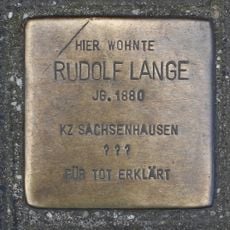 HIER WOHNTE
RUDOLF LANGE
JG. 1880
KZ SACHSENHAUSEN
???
FÜR TOT ERKLÄRT